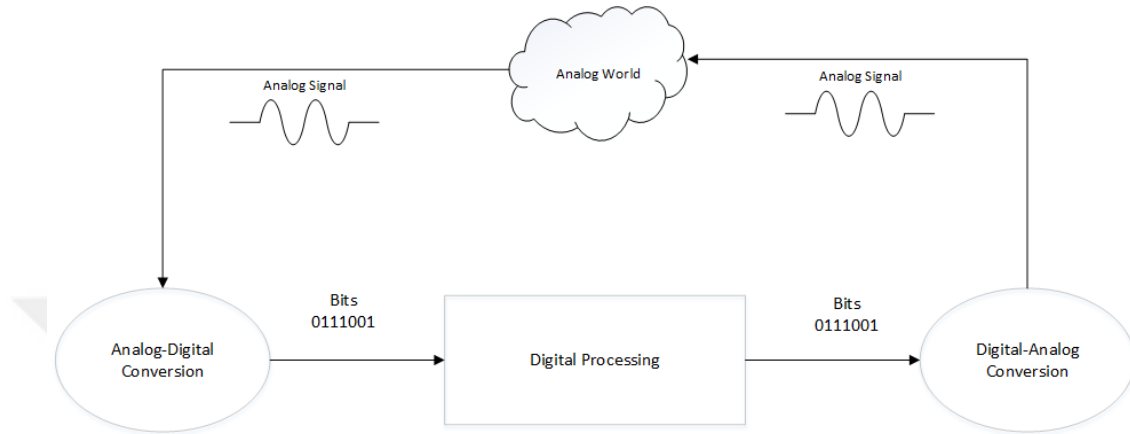 Analog World
Analog Signal
Analog Signal
Analog-Digital
Conversion
Bits
0111001
Digital Processing
Bits
0111001
Digital-Analog
Conversion